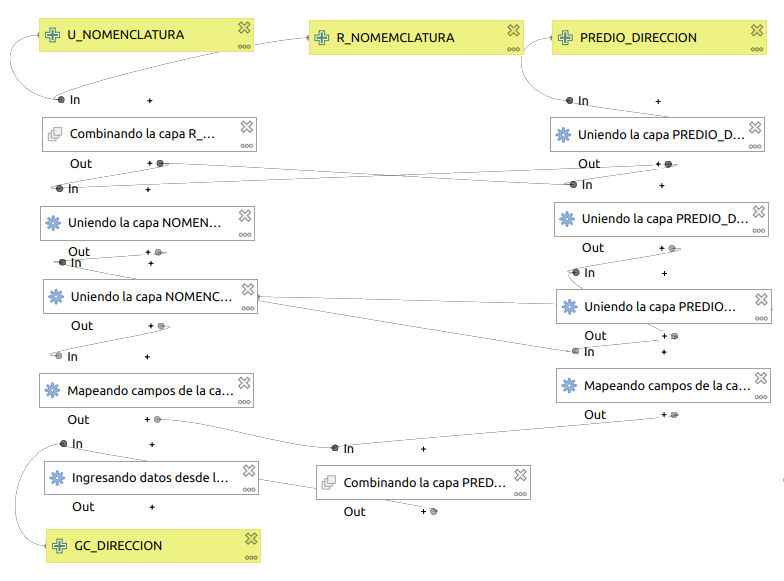 U_NOMENCLATURA
R_NOMEMCLATURA
PREDIO_DIRECCION
In
In
Combinando la capa R_...
Uniendo la capa PREDIO_D...
Out
Out
In
In
Uniendo la capa NOMEN...
Uniendo la capa PREDIO_D...
Out
Out
In
In
Uniendo la capa NOMENC...
Uniendo la capa PREDIO...
Out
Out
In
In
Mapeando campos de la ca...
Mapeando campos de la ca...
Out
Out
In
In
Ingresando datos desde l...
Combinando la capa PRED...
Out
Out
GC_DIRECCION